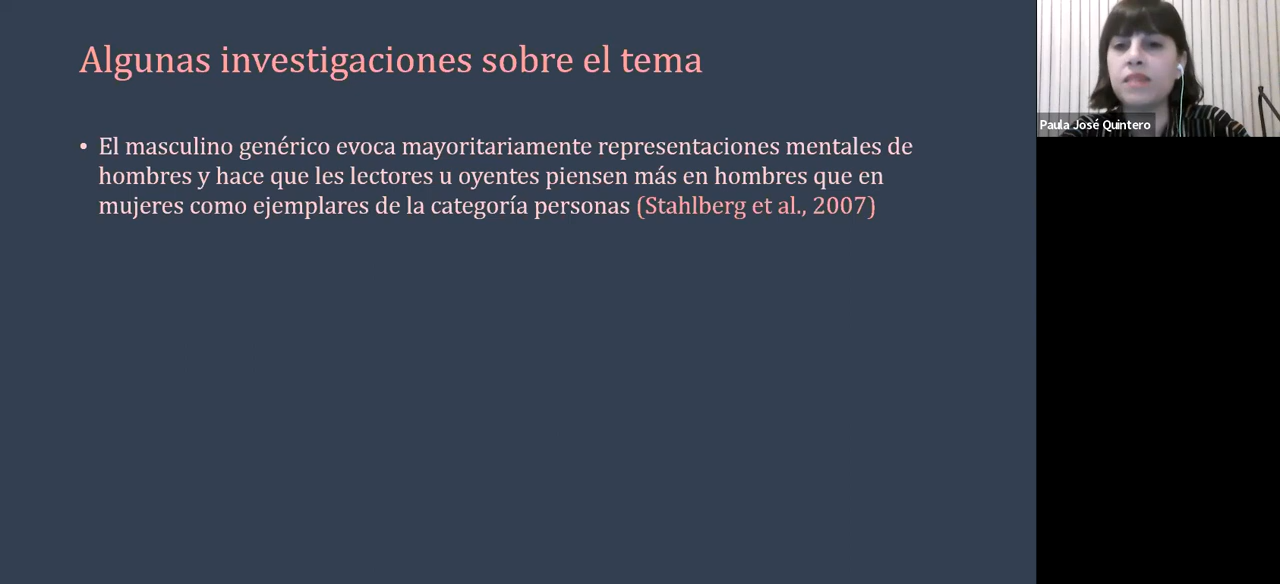 Algunas investigaciones sobre el tema
• El masculino genérico evoca mayoritariamente representaciones mentales de
hombres y hace que les lectores u oyentes piensen más en hombres que en
mujeres como ejemplares de la categoría personas (Stahlberg et al., 2007)
Paula José Quintero